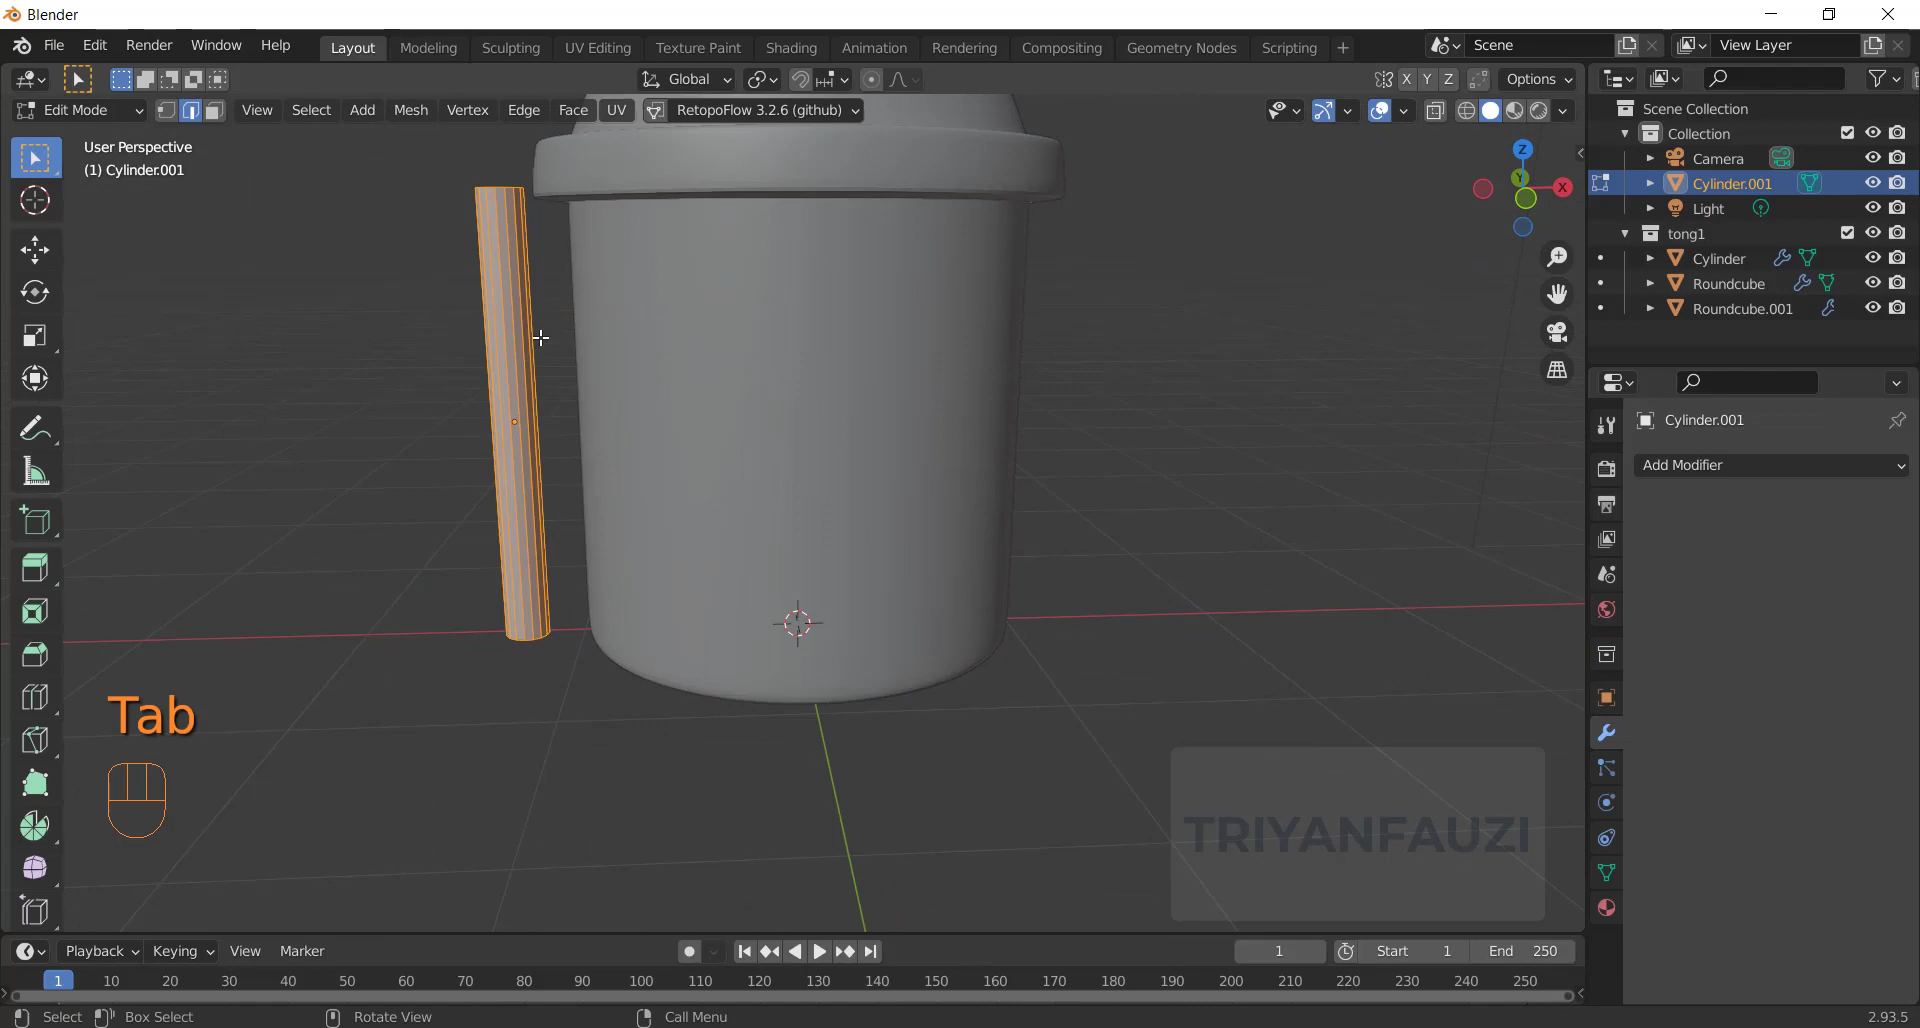 Blender
File Edit Render Window Help Layout Modeling Sculpting UV Editing Texture Paint Shading Animation Rendering Compositing Geometry Nodes Scripting + Scene View Layer
Global X Y Z Options
Edit Mode View Select Add Mesh Vertex Edge Face UV RetopoFlow 3.2.6 (github)
Scene Collection
Collection
Camera
Cylinder.001
Light
tong1
Cylinder
Roundcube
Roundcube.001
User Perspective
(1) Cylinder.001
Z
Y
X
Cylinder.001
Add Modifier
Tab
TRIYANFAUZI
Playback Keying View Marker 1 Start 1 End 250
1 10 20 30 40 50 60 70 80 90 100 110 120 130 140 150 160 170 180 190 200 210 220 230 240 250
Select Box Select Rotate View Call Menu 2.93.5